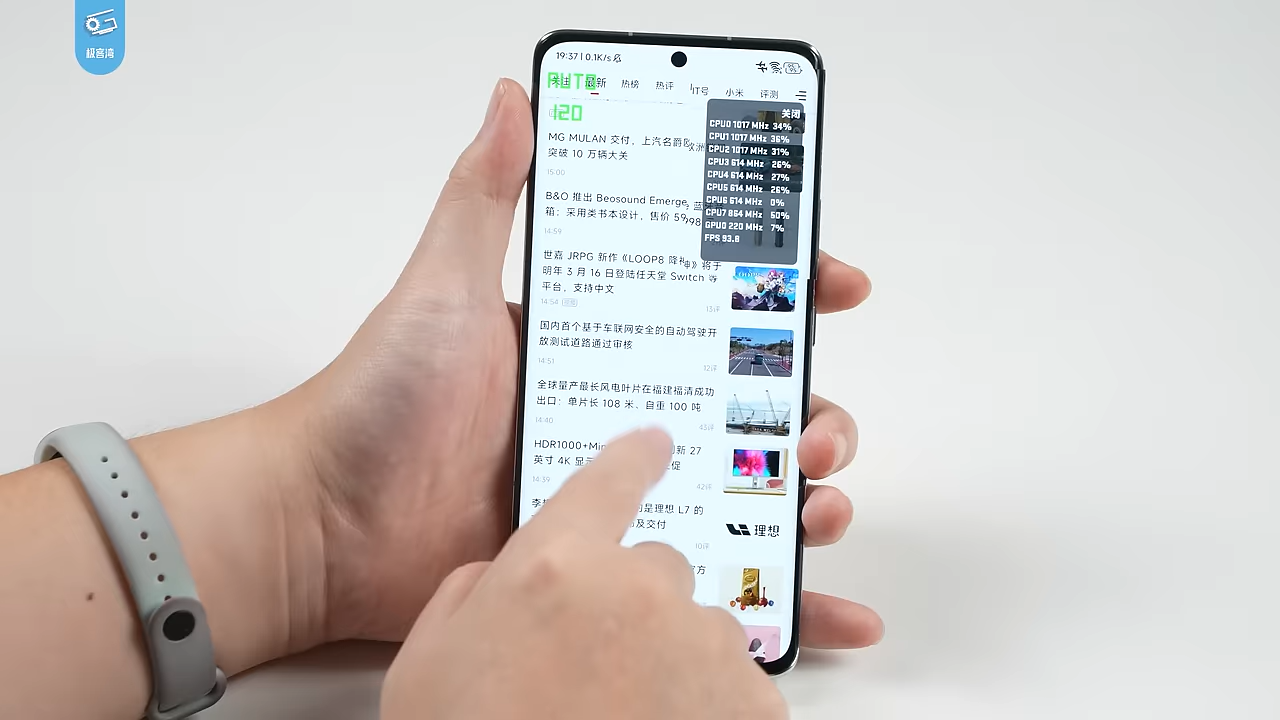 极客湾
19:37 | 0.1K/s
AUTO
最新 热榜 热评 IT号 小米 评测
120
MG MULAN 交付，上汽名爵
突破 10 万辆大关
15:00
B&O 推出 Beosound Emerge
箱：采用类书本设计，售价 5998
14:59
世嘉 JRPG 新作《LOOP8 降神》将于
明年 3 月 16 日登陆任天堂 Switch 等
平台，支持中文
14:54
13评
国内首个基于车联网安全的自动驾驶开
放测试道路通过审核
14:51
12评
全球量产最长风电叶片在福建福清成功
出口：单片长 108 米、自重 100 吨
14:40
43评
HDR1000+Min 新 27
英寸 4K 显 促
14:39
42评
李想 是理想 L7 的
及交付
10评
理想
方
关闭
CPU0 1017 MHz 34%
CPU1 1017 MHz 36%
CPU2 1017 MHz 31%
CPU3 614 MHz 26%
CPU4 614 MHz 27%
CPU5 614 MHz 26%
CPU6 614 MHz 0%
CPU7 864 MHz 50%
GPU0 220 MHz 7%
FPS 93.8